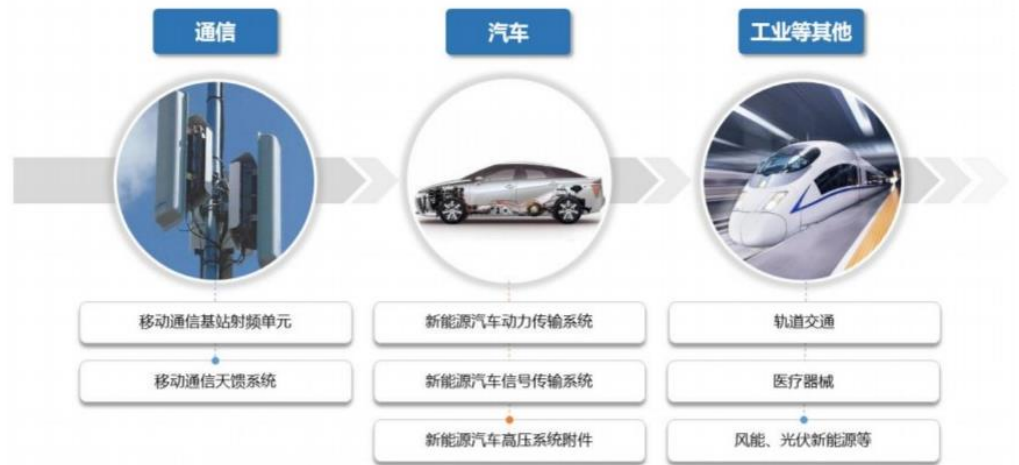 通信
汽车
工业等其他
移动通信基站射频单元
新能源汽车动力传输系统
轨道交通
移动通信天馈系统
新能源汽车信号传输系统
医疗器械
新能源汽车高压系统附件
风能、光伏新能源等